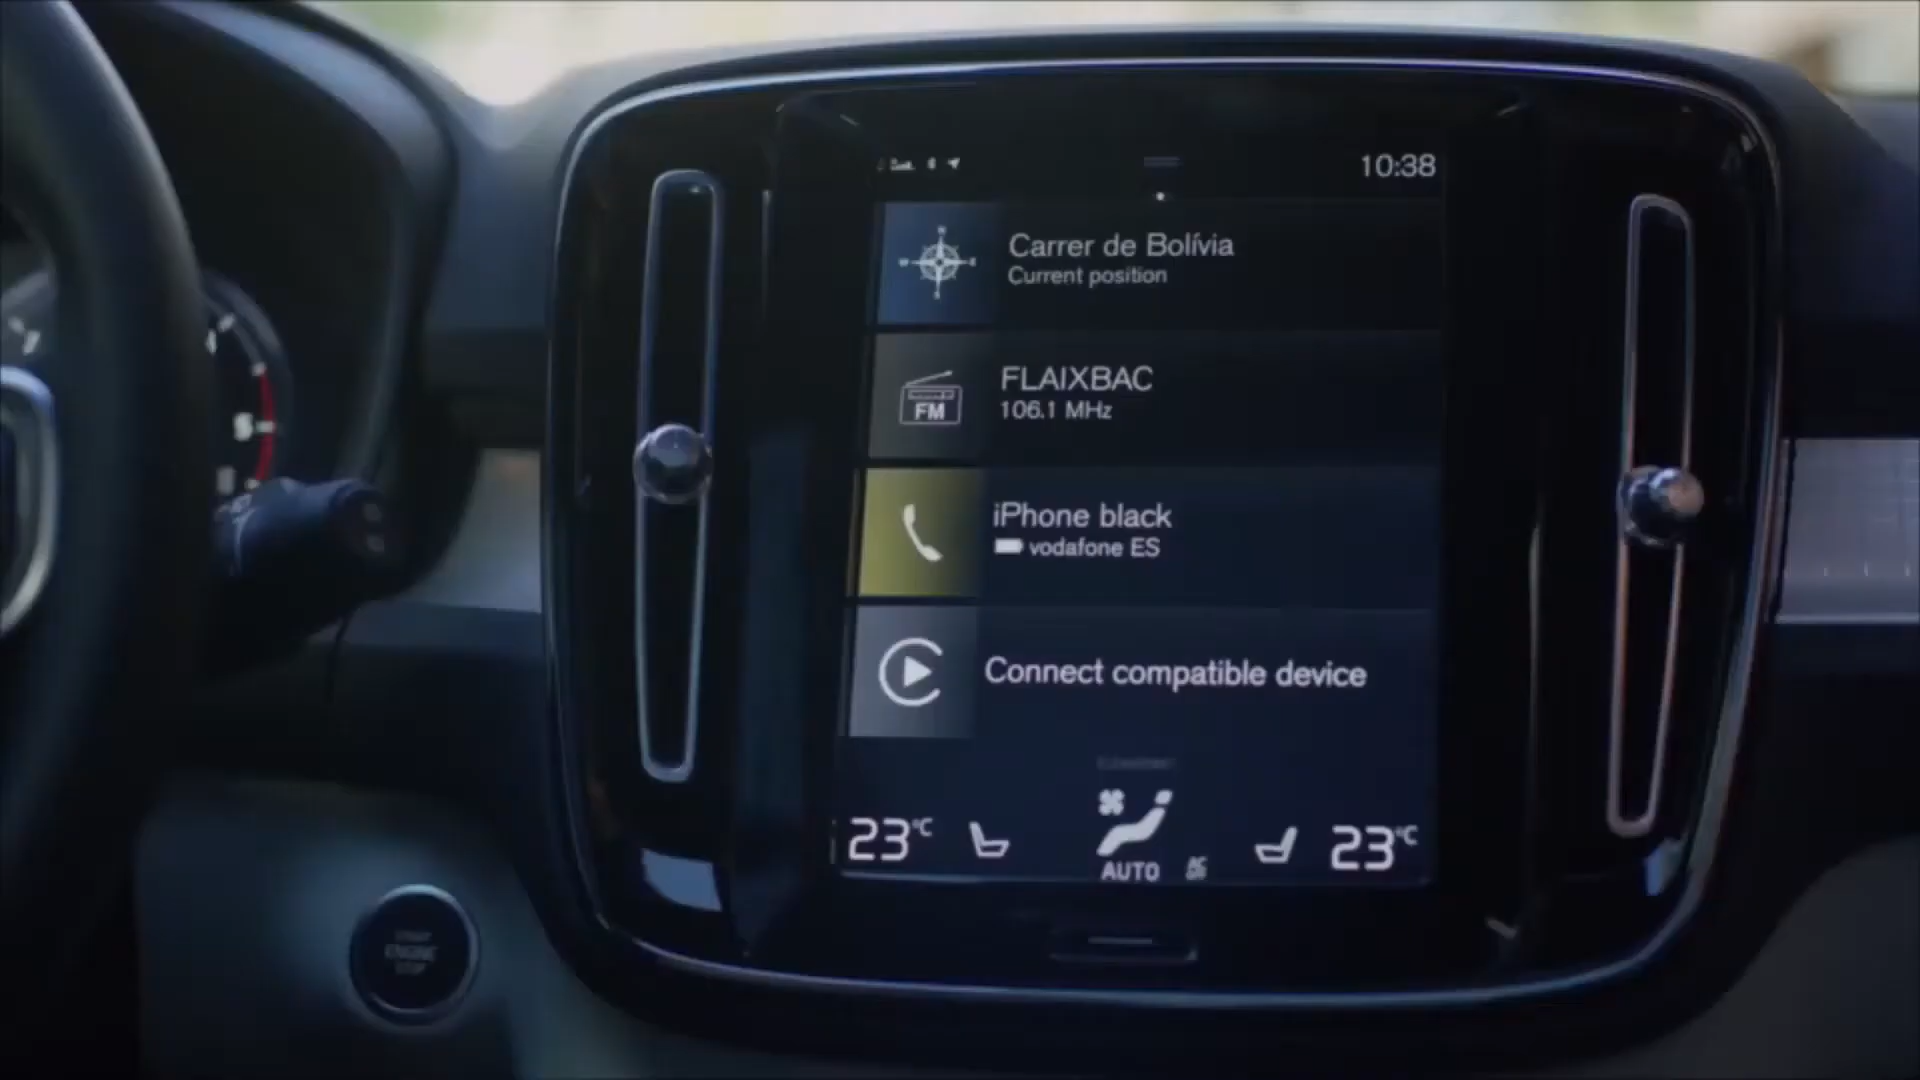 10:38
Carrer de Bolívia
Current position
FLAIXBAC
106.1 MHz
FM
iPhone black
vodafone ES
Connect compatible device
23°C
23°C
AUTO
ENGINE